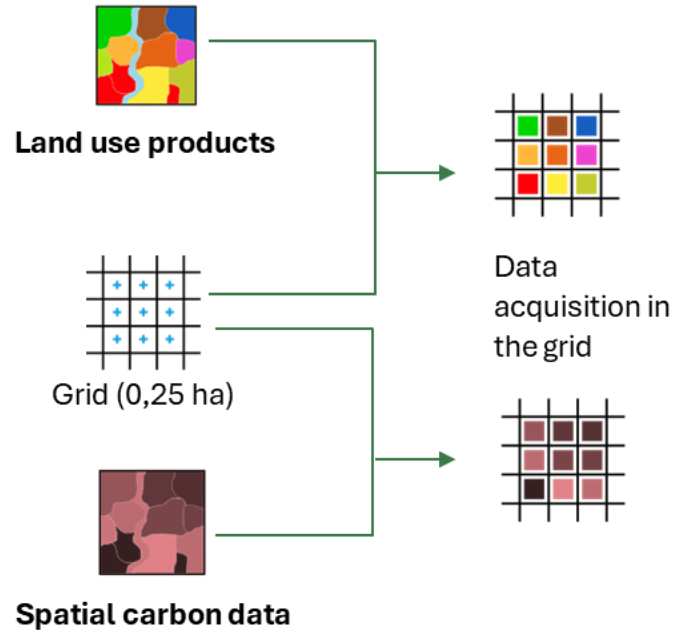 Land use products
Data
acquisition in
the grid
Grid (0,25 ha)
Spatial carbon data